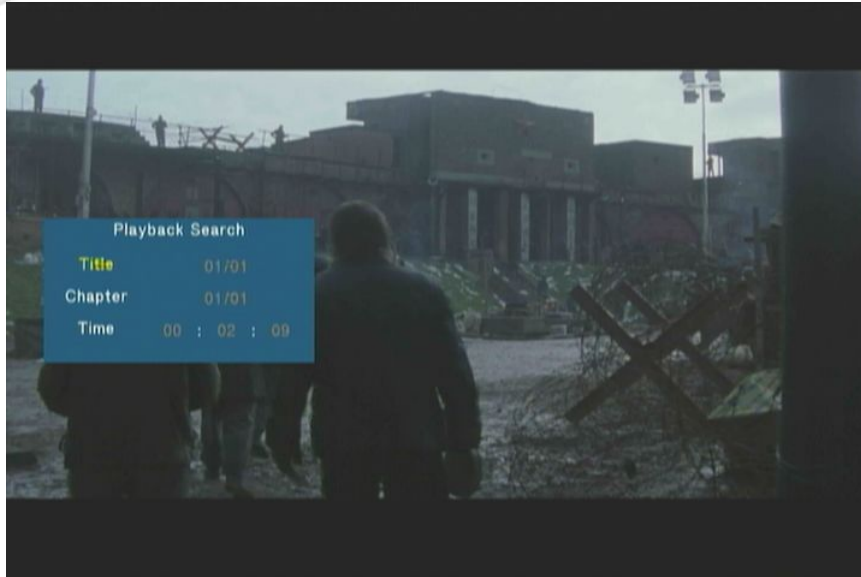 Playback Search
Title 01/01
Chapter 01/01
Time 00 : 02 : 09